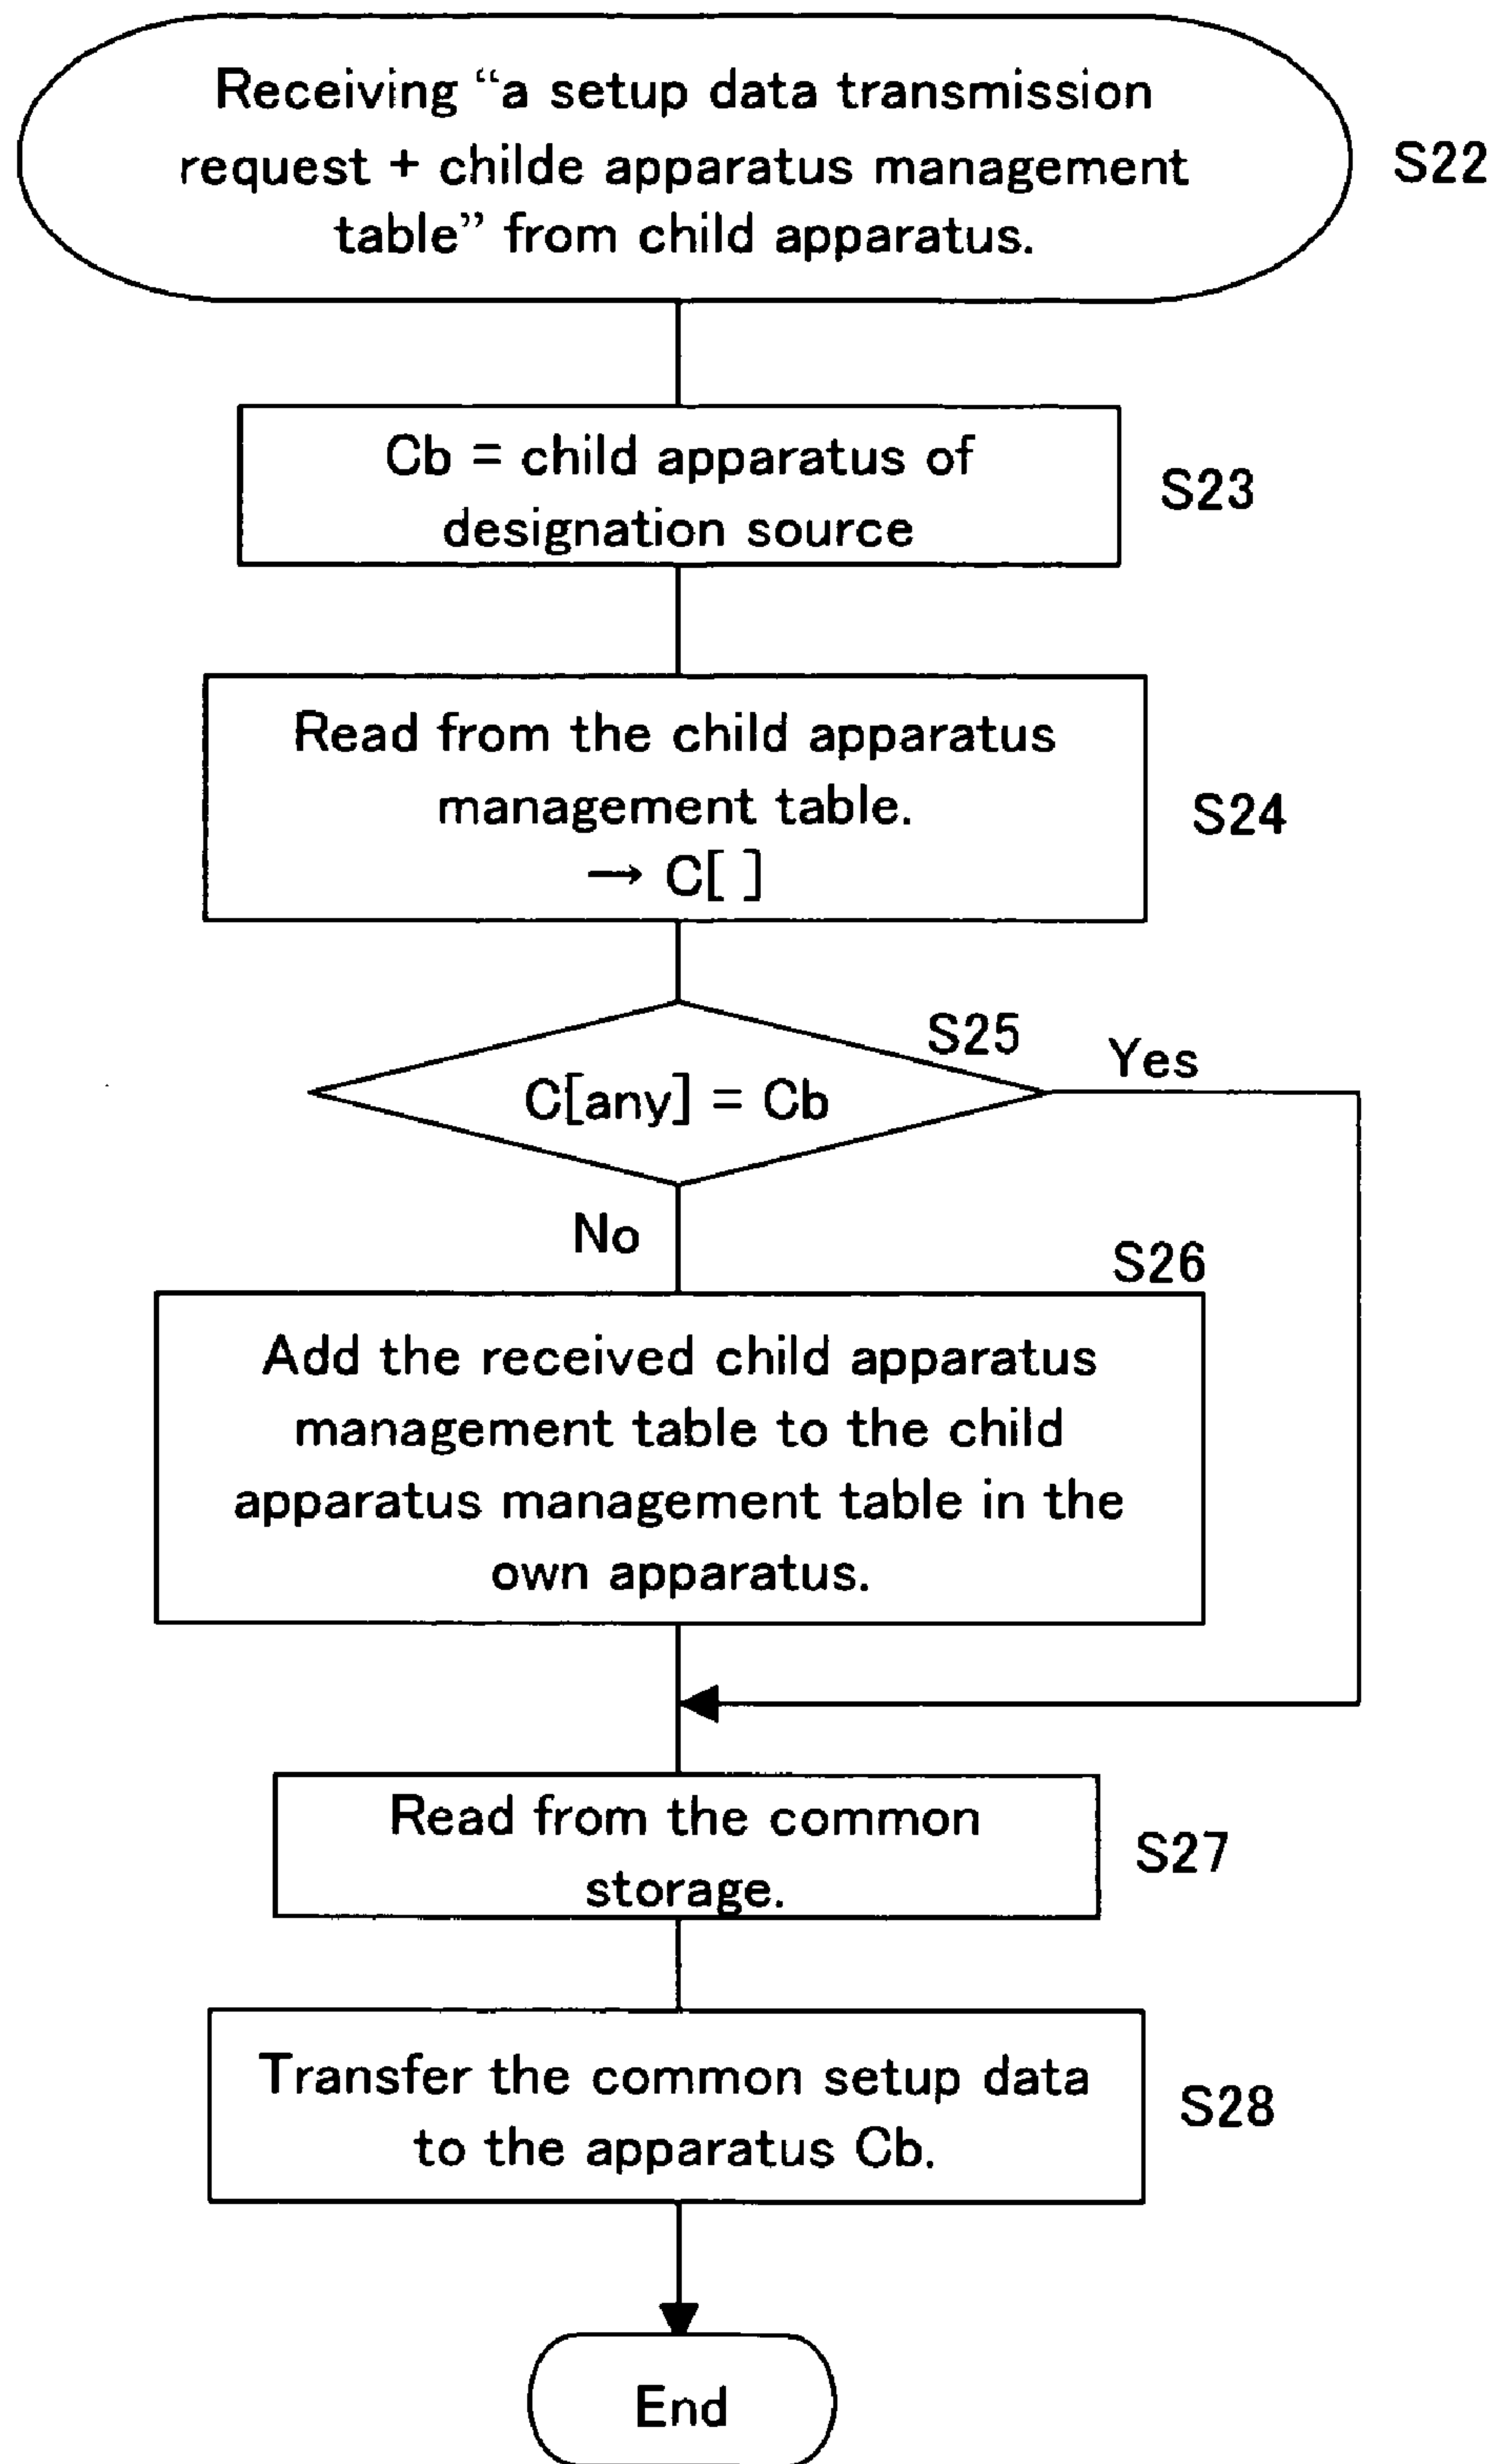 Receiving “a setup data transmission
request + childe apparatus management
table” from child apparatus.
S22
Cb = child apparatus of
designation source
S23
Read from the child apparatus
management table.
→ C[ ]
S24
S25
Yes
C[any] = Cb
No
S26
Add the received child apparatus
management table to the child
apparatus management table in the
own apparatus.
Read from the common
storage.
S27
Transfer the common setup data
to the apparatus Cb.
S28
End